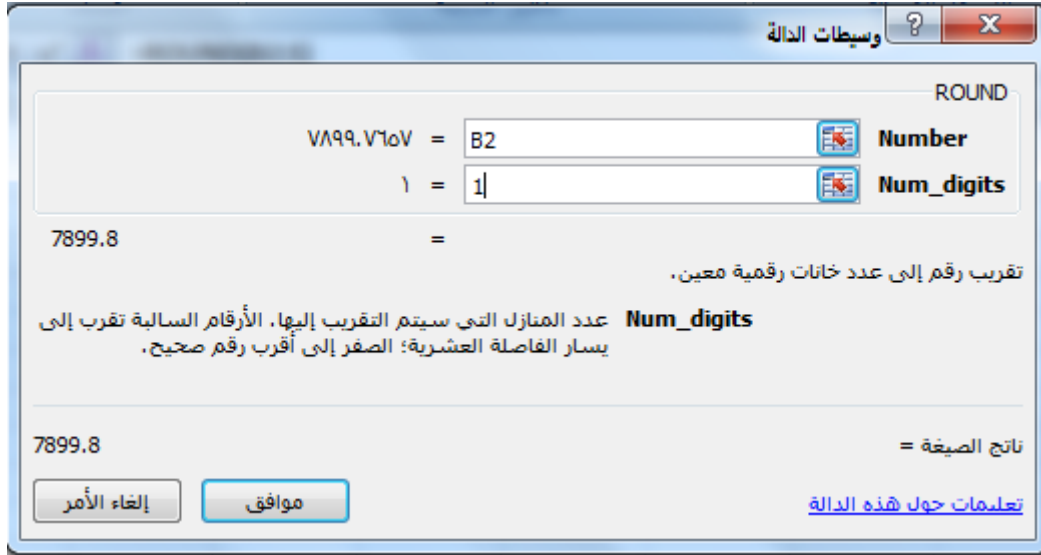 وسيطات الدالة
ROUND
Number B2 = ٧٨٩٩.٧٦٥٧
Num_digits 1 = ١
= 7899.8
تقريب رقم إلى عدد خانات رقمية معين.
Num_digits عدد المنازل التي سيتم التقريب إليها. الأرقام السالبة تقرب إلى
يسار الفاصلة العشرية؛ الصفر إلى أقرب رقم صحيح.
ناتج الصيغة = 7899.8
تعليمات حول هذه الدالة
موافق
إلغاء الأمر